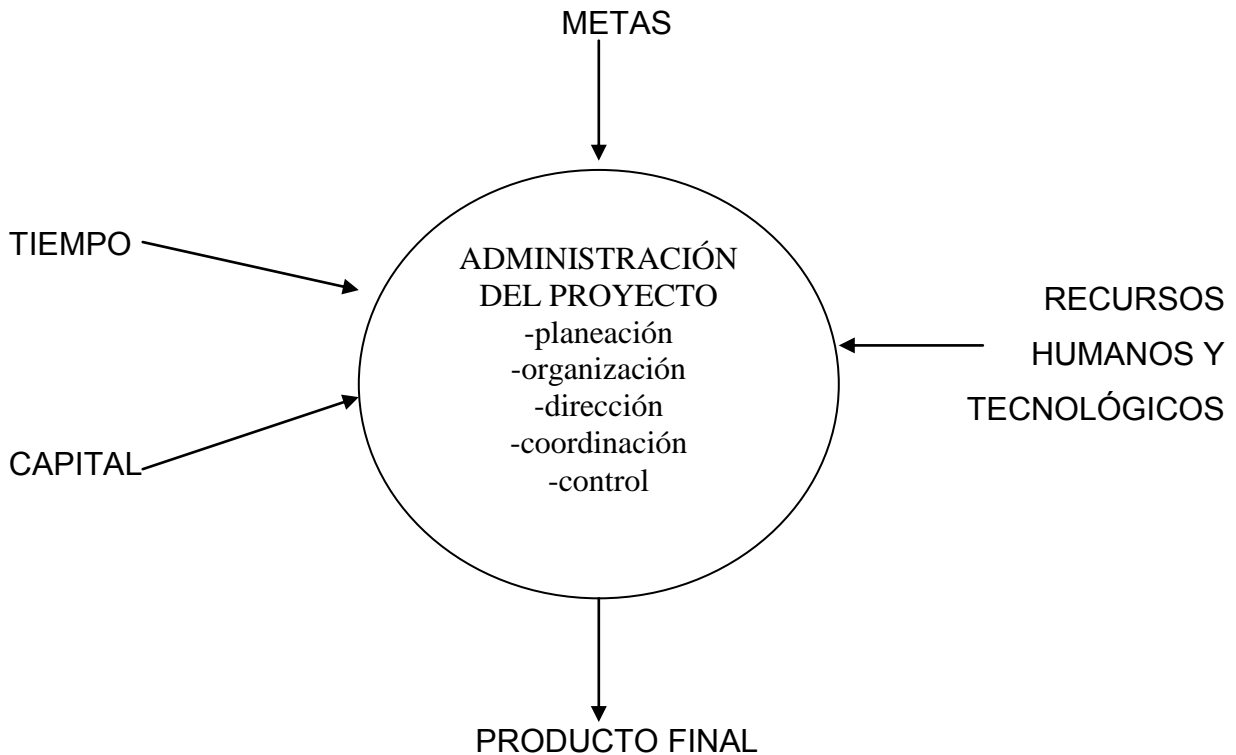 METAS
TIEMPO
ADMINISTRACIÓN
DEL PROYECTO
-planeación
-organización
-dirección
-coordinación
-control
RECURSOS
HUMANOS Y
TECNOLÓGICOS
CAPITAL
PRODUCTO FINAL